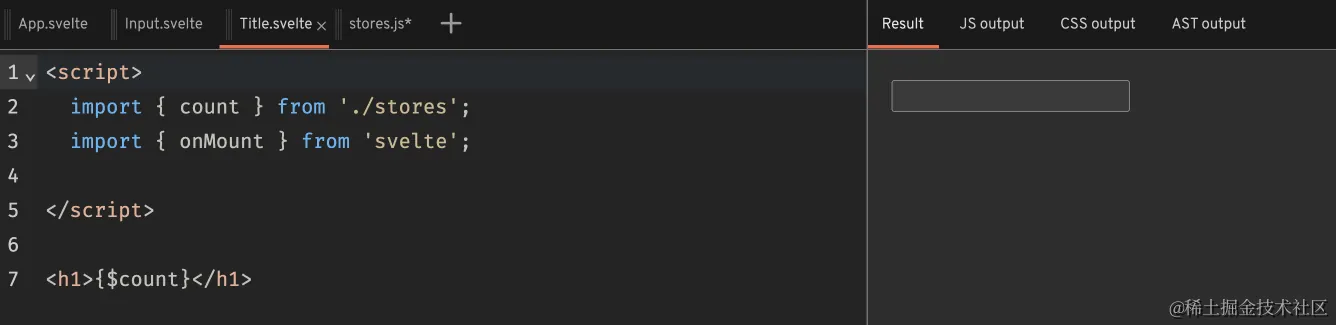 App.svelte Input.svelte Title.svelte × stores.js* + Result JS output CSS output AST output
1 <script>
2 import { count } from './stores';
3 import { onMount } from 'svelte';
4
5 </script>
6
7 <h1>{$count}</h1>
@稀土掘金技术社区